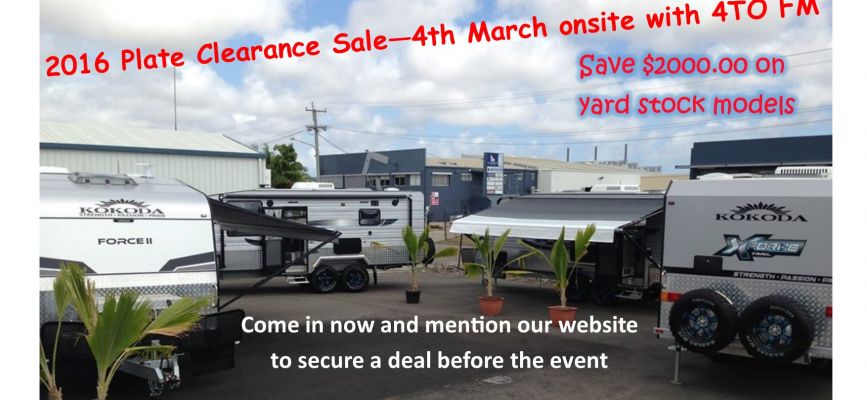 2016 Plate Clearance Sale—4th March onsite with 4TO FM
Save $2000.00 on
yard stock models
KOKODA
STRENGTH • PASSION • PRIDE
FORCE II
KOKODA
X FORCE
TRAIL
STRENGTH • PASSION •
Come in now and mention our website
to secure a deal before the event